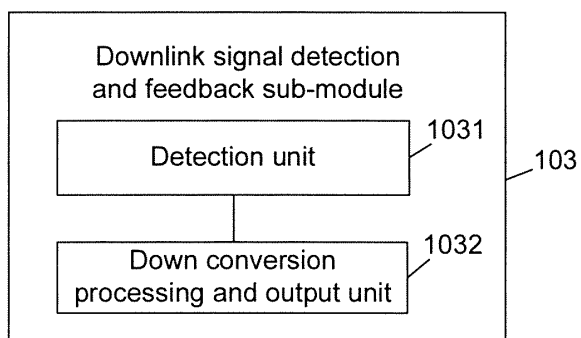 Downlink signal detection
and feedback sub-module
1031
Detection unit
103
1032
Down conversion
processing and output unit